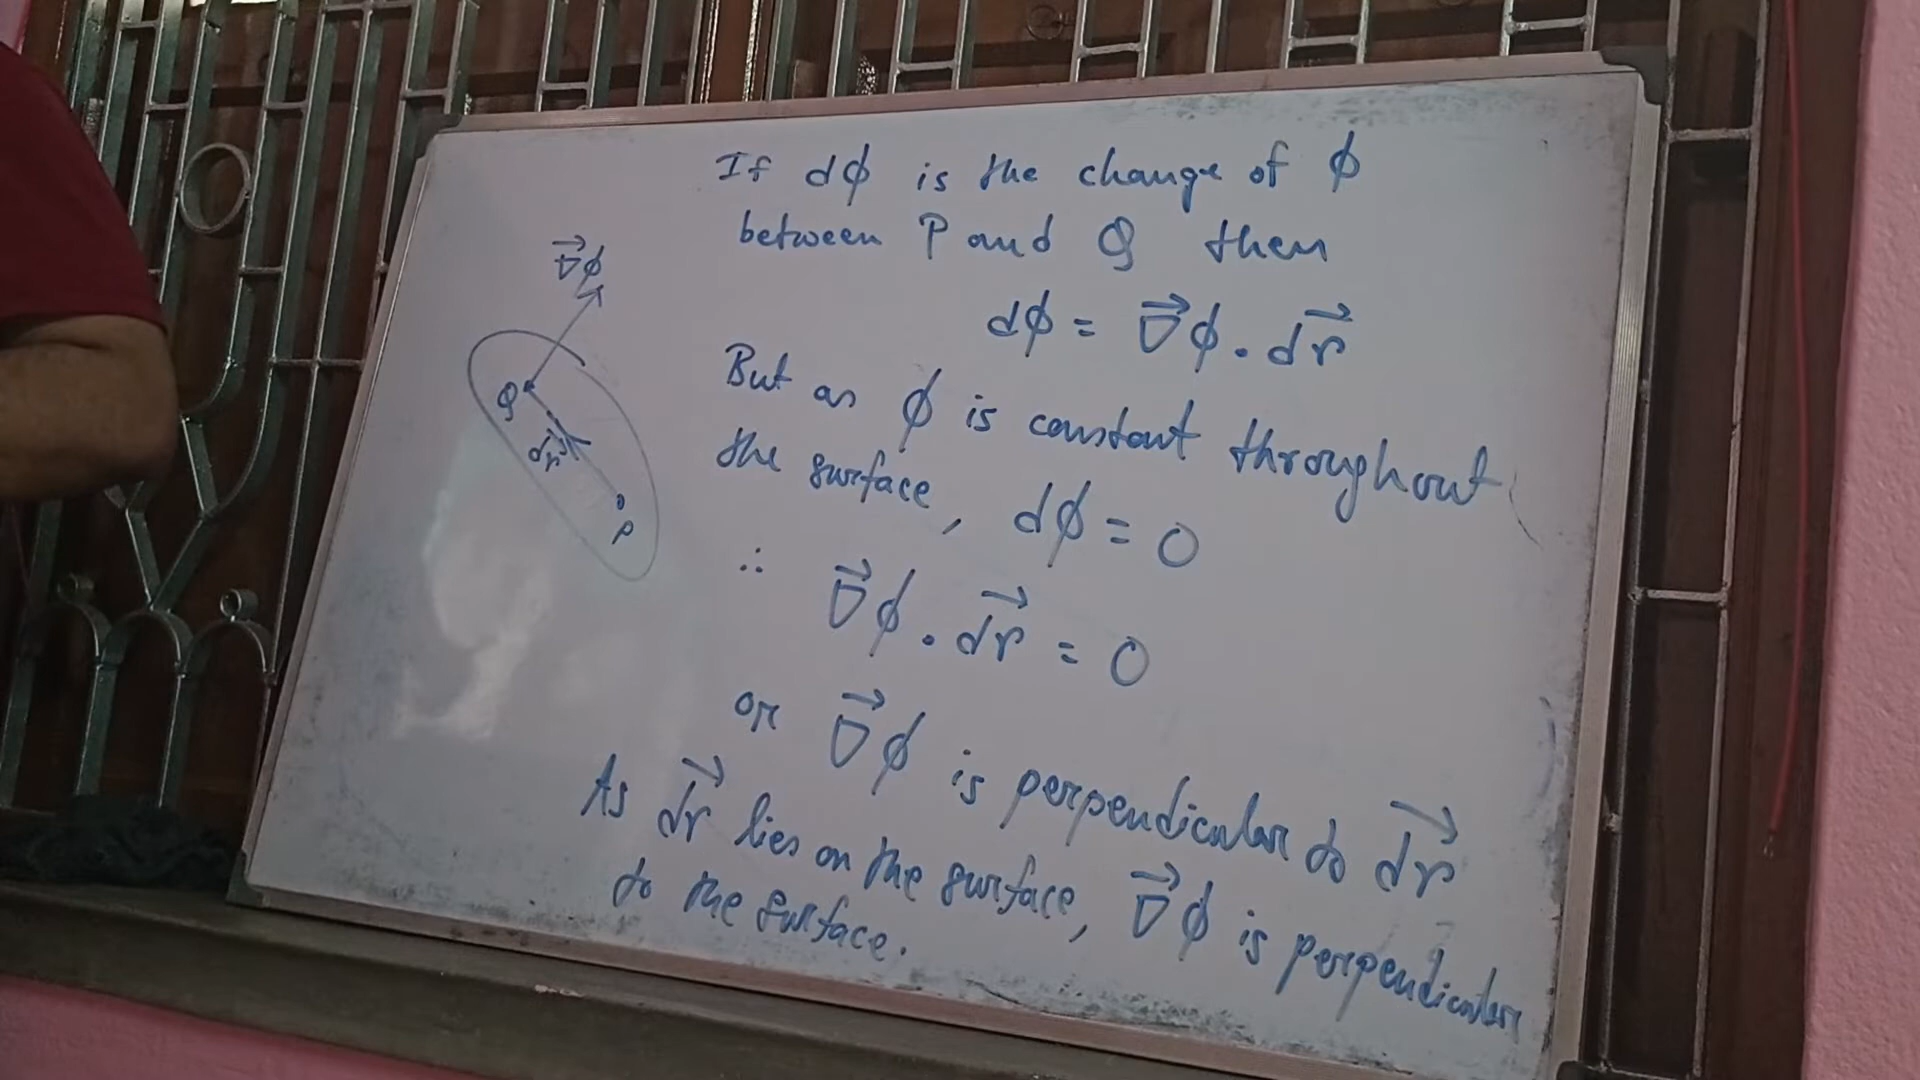 If dϕ is the change of ϕ
between P and Q then
dϕ = ∇⃗ϕ . dr⃗
But as ϕ is constant throughout
the surface, dϕ = 0
∴ ∇⃗ϕ . dr⃗ = 0
or ∇⃗ϕ is perpendicular to dr⃗
As dr⃗ lies on the surface, ∇⃗ϕ is perpendicular
to the surface.
∇⃗ϕ
Q
dr⃗
P